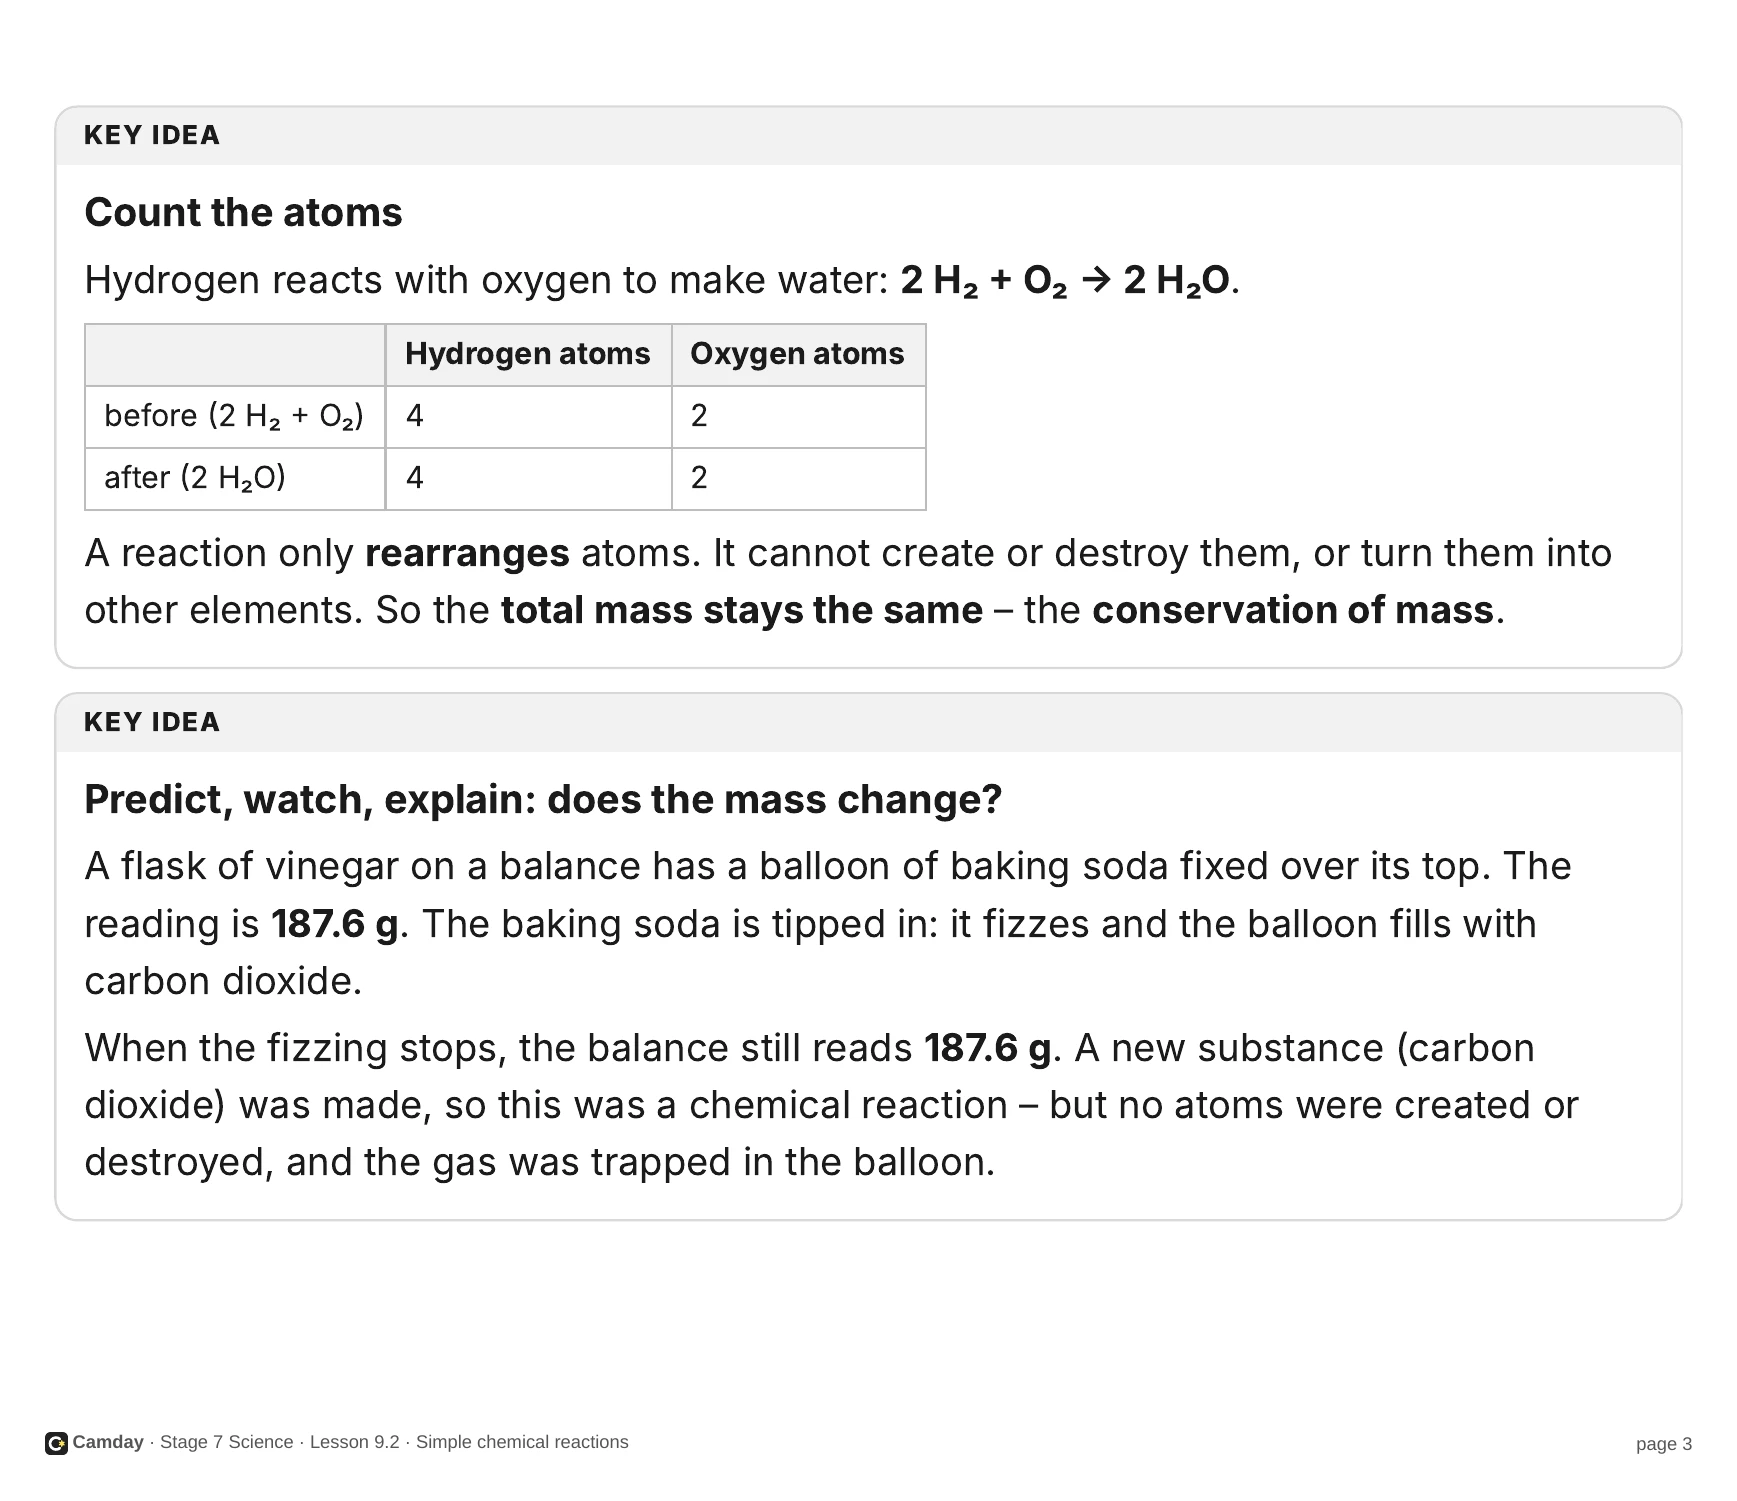 KEY IDEA
Count the atoms
Hydrogen reacts with oxygen to make water: 2 H₂ + O₂ → 2 H₂O.
Hydrogen atoms Oxygen atoms
before (2 H₂ + O₂) 4 2
after (2 H₂O) 4 2
A reaction only rearranges atoms. It cannot create or destroy them, or turn them into
other elements. So the total mass stays the same – the conservation of mass.
KEY IDEA
Predict, watch, explain: does the mass change?
A flask of vinegar on a balance has a balloon of baking soda fixed over its top. The
reading is 187.6 g. The baking soda is tipped in: it fizzes and the balloon fills with
carbon dioxide.
When the fizzing stops, the balance still reads 187.6 g. A new substance (carbon
dioxide) was made, so this was a chemical reaction – but no atoms were created or
destroyed, and the gas was trapped in the balloon.
Camday · Stage 7 Science · Lesson 9.2 · Simple chemical reactions
page 3